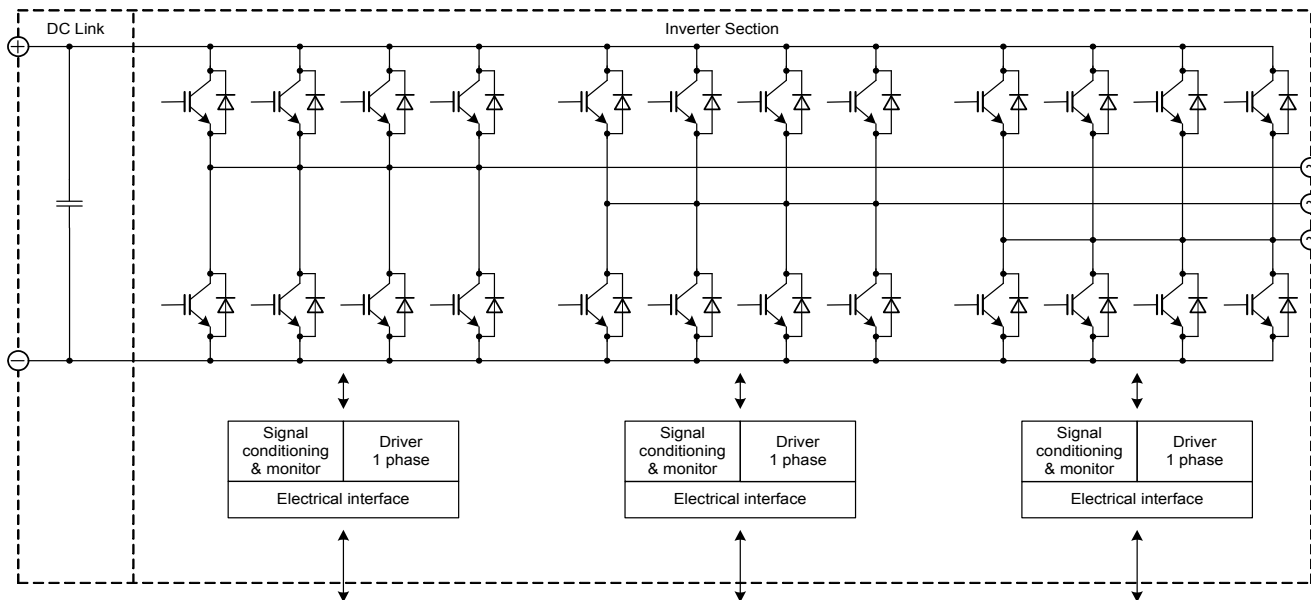 DC Link
Inverter Section
+
−
~
~
~
Signal
conditioning
& monitor
Driver
1 phase
Electrical interface
Signal
conditioning
& monitor
Driver
1 phase
Electrical interface
Signal
conditioning
& monitor
Driver
1 phase
Electrical interface